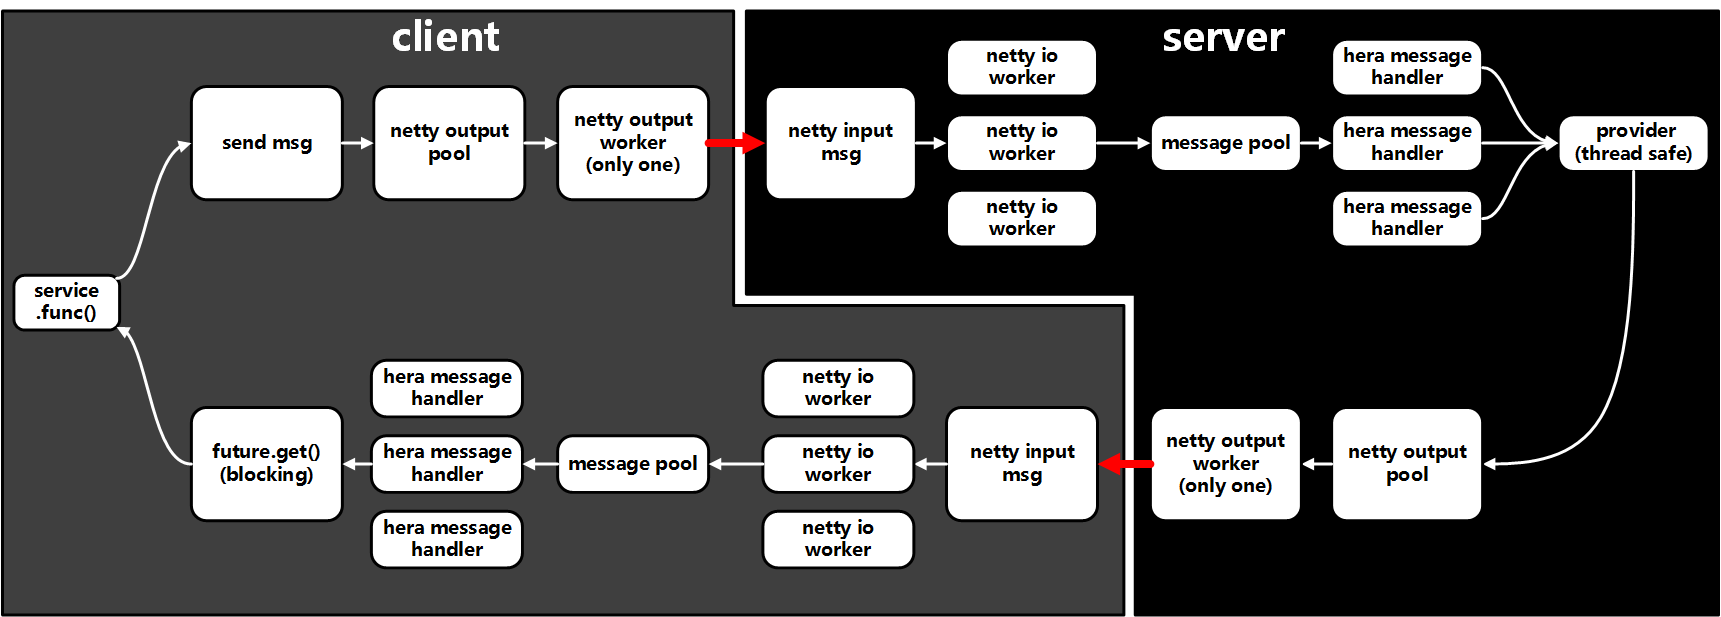 client
server
send msg
netty output
pool
netty output
worker
(only one)
netty input
msg
netty io
worker
netty io
worker
netty io
worker
message pool
hera message
handler
hera message
handler
hera message
handler
provider
(thread safe)
service
.func()
future.get()
(blocking)
hera message
handler
hera message
handler
hera message
handler
message pool
netty io
worker
netty io
worker
netty io
worker
netty input
msg
netty output
worker
(only one)
netty output
pool